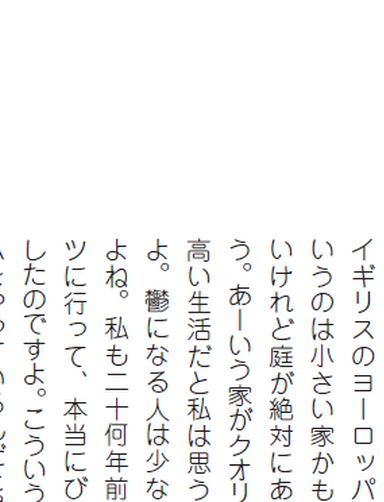 イギリスのヨーロッパ
いうのは小さい家かも
いけれど庭が絶対にあ
う。あーいう家がクオリ
高い生活だと私は思う
よ。鬱になる人は少な
よね。私も二十何年前
ツに行って、本当にび
したのですよ。こういう